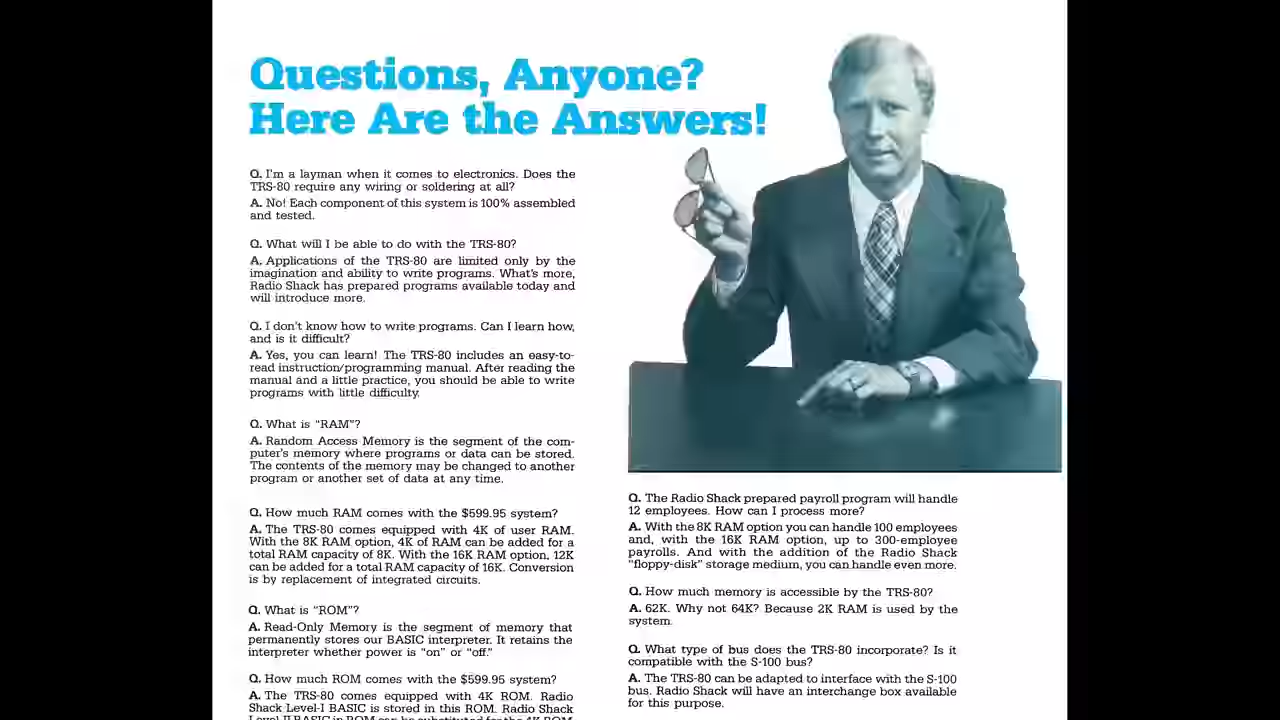 Questions, Anyone?
Here Are the Answers!
Q. I'm a layman when it comes to electronics. Does the
TRS-80 require any wiring or soldering at all?
A. No! Each component of this system is 100% assembled
and tested.
Q. What will I be able to do with the TRS-80?
A. Applications of the TRS-80 are limited only by the
imagination and ability to write programs. What's more,
Radio Shack has prepared programs available today and
will introduce more.
Q. I don't know how to write programs. Can I learn how,
and is it difficult?
A. Yes, you can learn! The TRS-80 includes an easy-to-
read instruction/programming manual. After reading the
manual and a little practice, you should be able to write
programs with little difficulty.
Q. What is "RAM"?
A. Random Access Memory is the segment of the com-
puter's memory where programs or data can be stored.
The contents of the memory may be changed to another
program or another set of data at any time.
Q. How much RAM comes with the $599.95 system?
A. The TRS-80 comes equipped with 4K of user RAM.
With the 8K RAM option, 4K of RAM can be added for a
total RAM capacity of 8K. With the 16K RAM option, 12K
can be added for a total RAM capacity of 16K. Conversion
is by replacement of integrated circuits.
Q. What is "ROM"?
A. Read-Only Memory is the segment of memory that
permanently stores our BASIC interpreter. It retains the
interpreter whether power is "on" or "off."
Q. How much ROM comes with the $599.95 system?
A. The TRS-80 comes equipped with 4K ROM. Radio
Shack Level-I BASIC is stored in this ROM. Radio Shack
Level-II BASIC in ROM can be substituted for the 4K ROM
Q. The Radio Shack prepared payroll program will handle
12 employees. How can I process more?
A. With the 8K RAM option you can handle 100 employees
and, with the 16K RAM option, up to 300-employee
payrolls. And with the addition of the Radio Shack
"floppy-disk" storage medium, you can handle even more.
Q. How much memory is accessible by the TRS-80?
A. 62K. Why not 64K? Because 2K RAM is used by the
system.
Q. What type of bus does the TRS-80 incorporate? Is it
compatible with the S-100 bus?
A. The TRS-80 can be adapted to interface with the S-100
bus. Radio Shack will have an interchange box available
for this purpose.